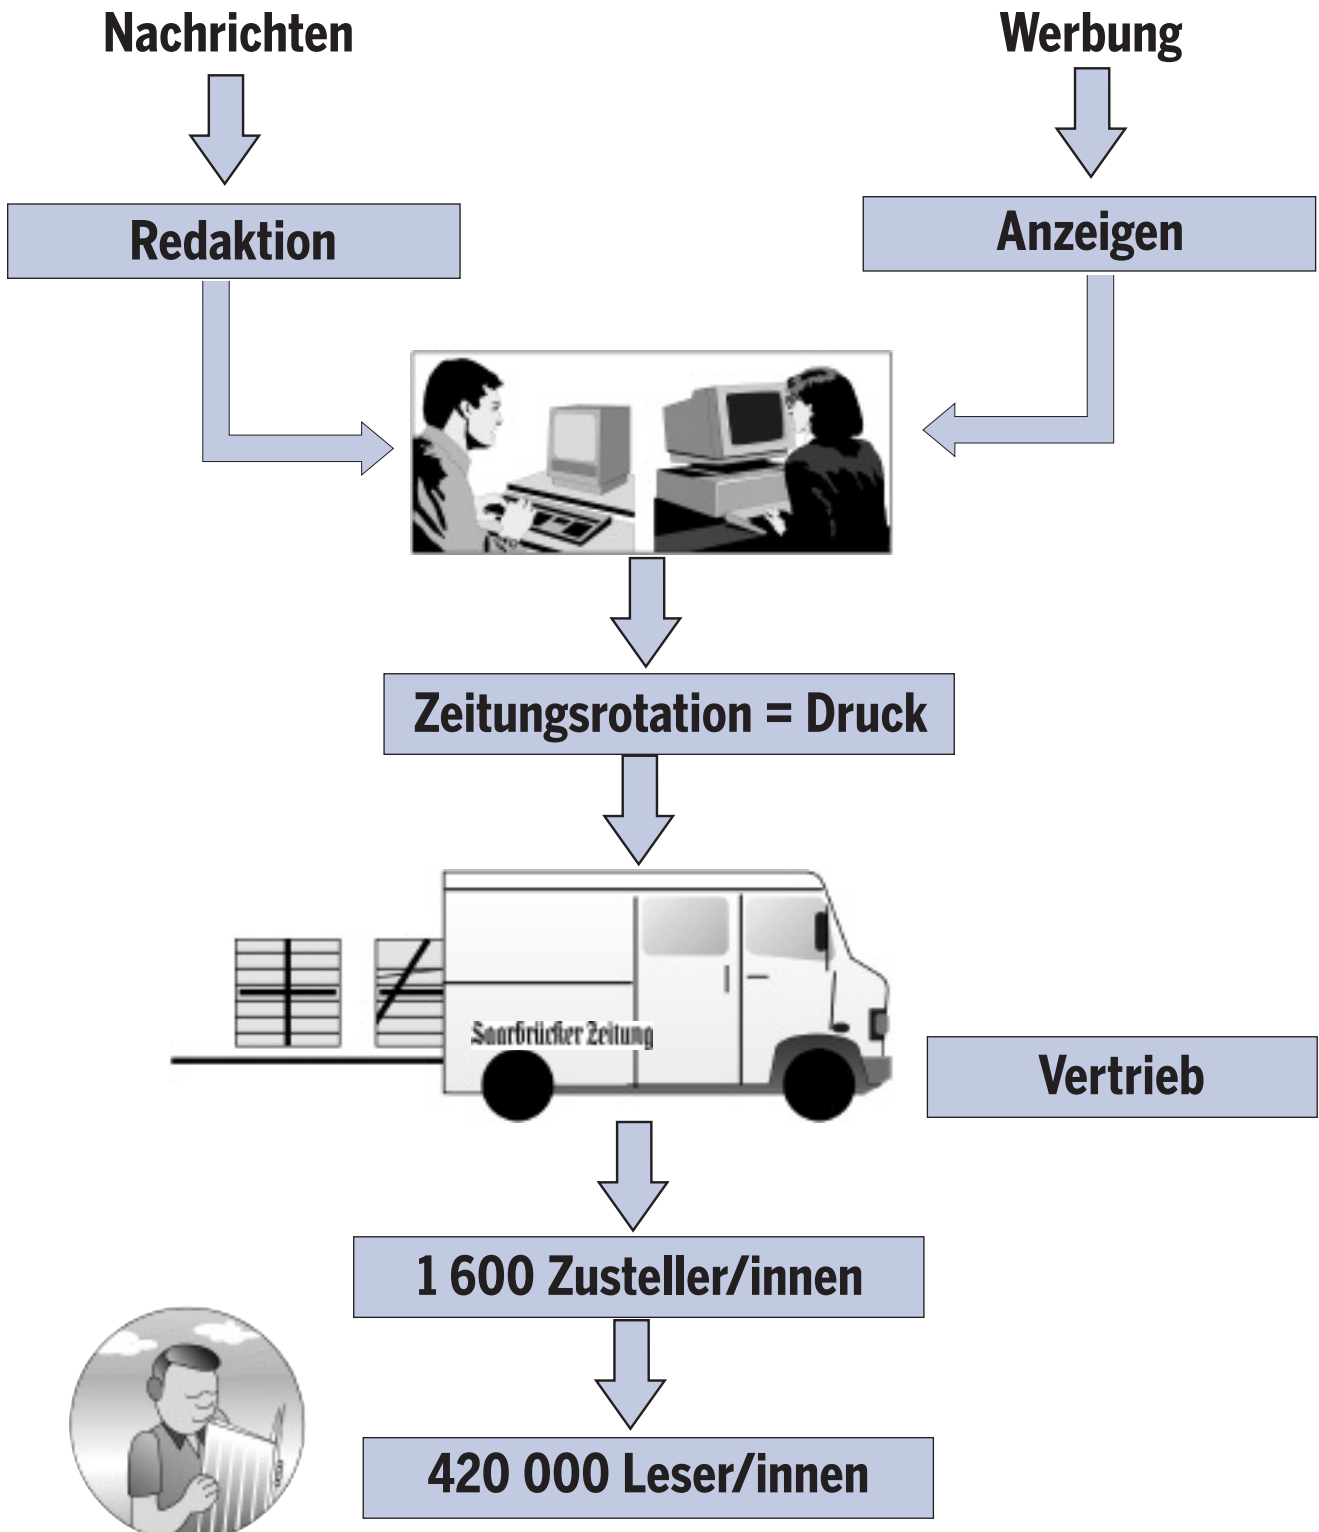 Nachrichten
Werbung
Redaktion
Anzeigen
Zeitungsrotation = Druck
Saarbrücker Zeitung
Vertrieb
1 600 Zusteller/innen
420 000 Leser/innen